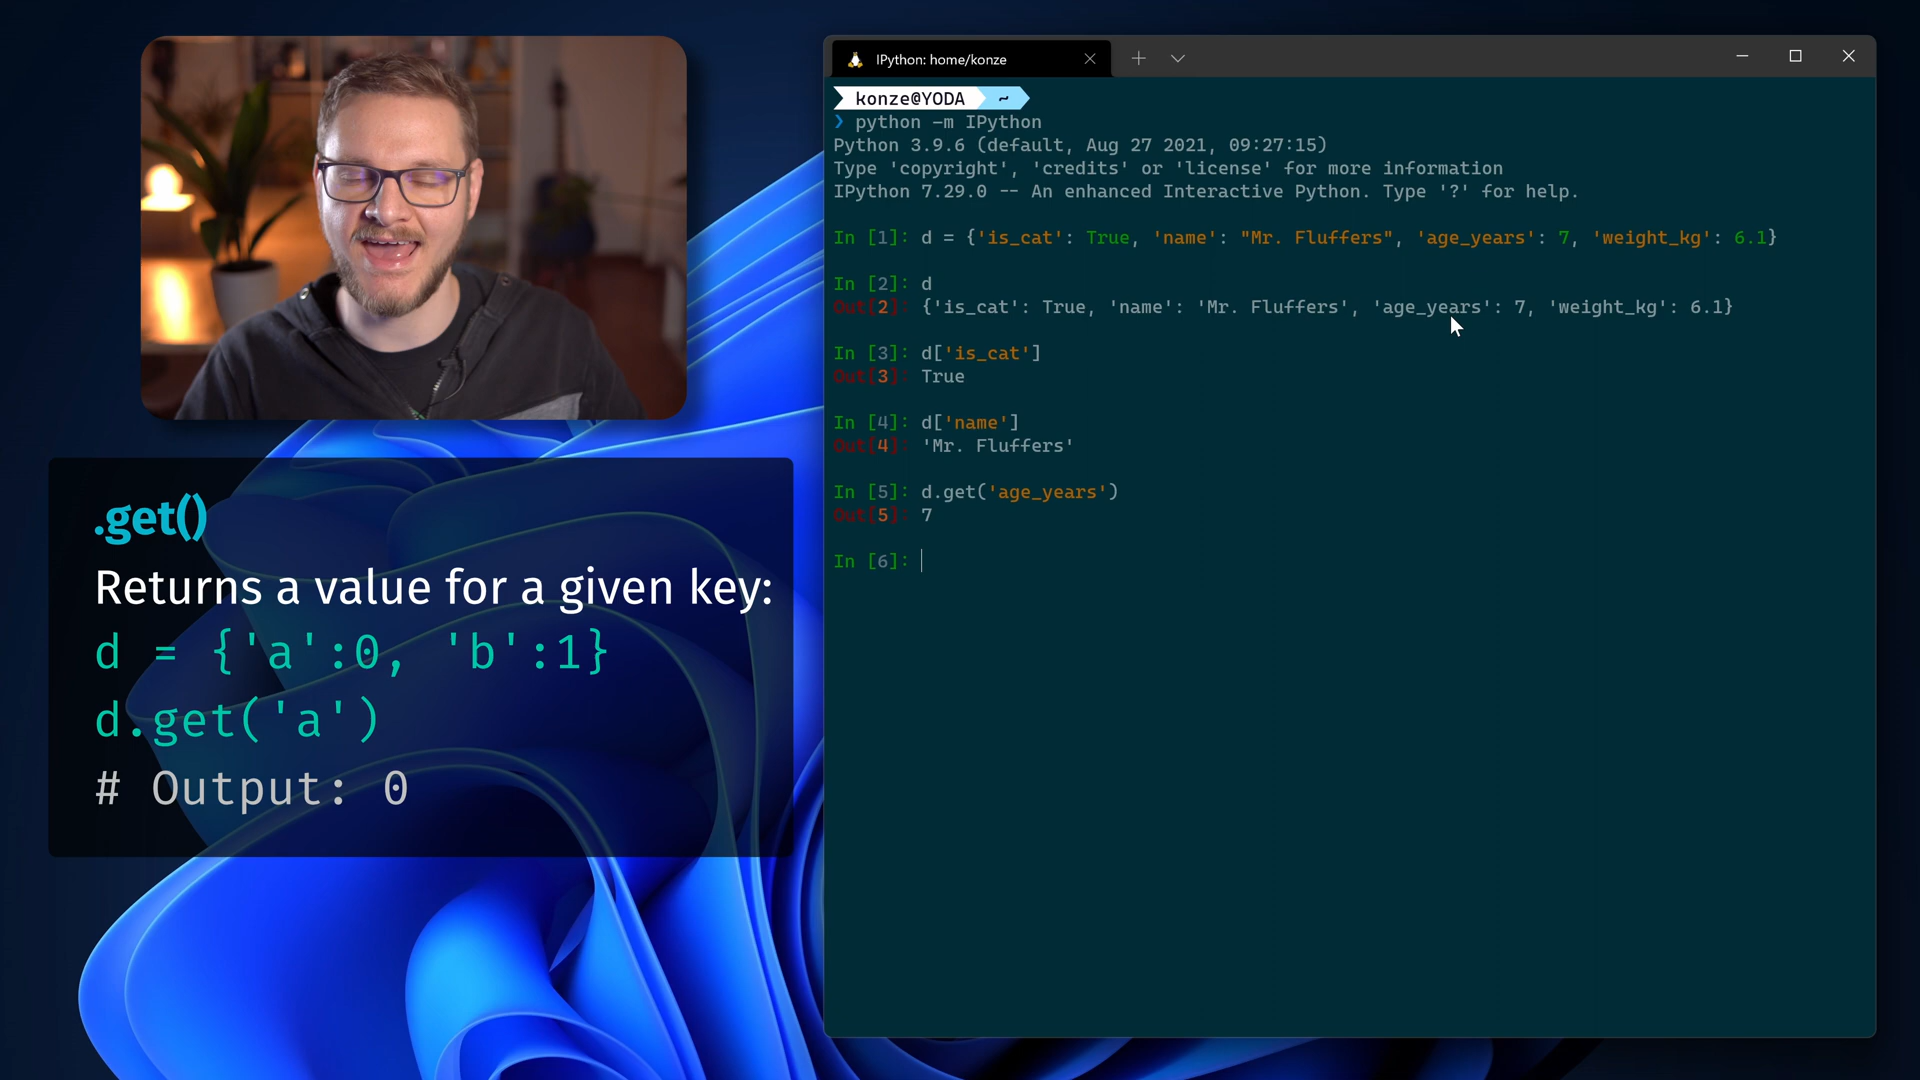 .get()
Returns a value for a given key:
d = {'a':0, 'b':1}
d.get('a')
# Output: 0
IPython: home/konze
konze@YODA ~
❯ python -m IPython
Python 3.9.6 (default, Aug 27 2021, 09:27:15)
Type 'copyright', 'credits' or 'license' for more information
IPython 7.29.0 -- An enhanced Interactive Python. Type '?' for help.
In [1]: d = {'is_cat': True, 'name': "Mr. Fluffers", 'age_years': 7, 'weight_kg': 6.1}
In [2]: d
Out[2]: {'is_cat': True, 'name': 'Mr. Fluffers', 'age_years': 7, 'weight_kg': 6.1}
In [3]: d['is_cat']
Out[3]: True
In [4]: d['name']
Out[4]: 'Mr. Fluffers'
In [5]: d.get('age_years')
Out[5]: 7
In [6]: